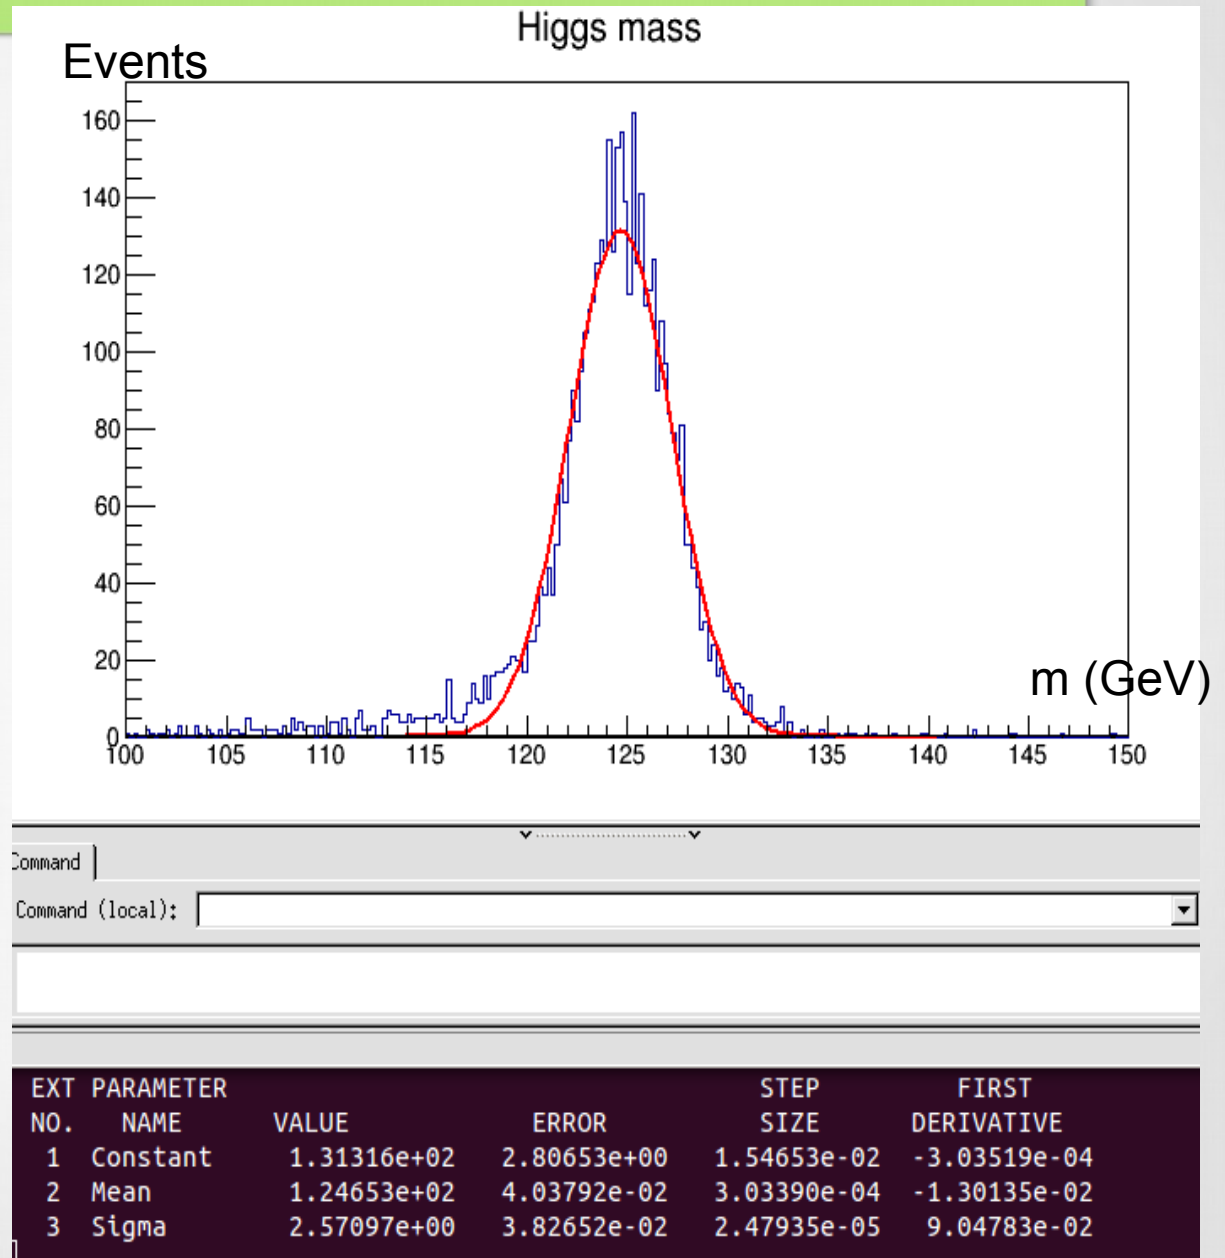 Higgs mass
Events
160
140
120
100
80
60
40
20
0
m (GeV)
100 105 110 115 120 125 130 135 140 145 150
Command
Command (local):
EXT PARAMETER STEP FIRST
NO. NAME VALUE ERROR SIZE DERIVATIVE
1 Constant 1.31316e+02 2.80653e+00 1.54653e-02 -3.03519e-04
2 Mean 1.24653e+02 4.03792e-02 3.03390e-04 -1.30135e-02
3 Sigma 2.57097e+00 3.82652e-02 2.47935e-05 9.04783e-02